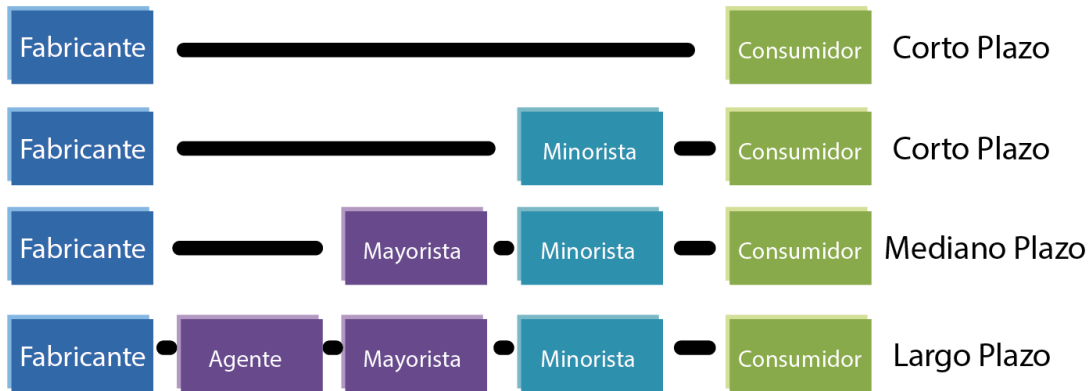 Fabricante Consumidor Corto Plazo
Fabricante Minorista Consumidor Corto Plazo
Fabricante Mayorista Minorista Consumidor Mediano Plazo
Fabricante Agente Mayorista Minorista Consumidor Largo Plazo